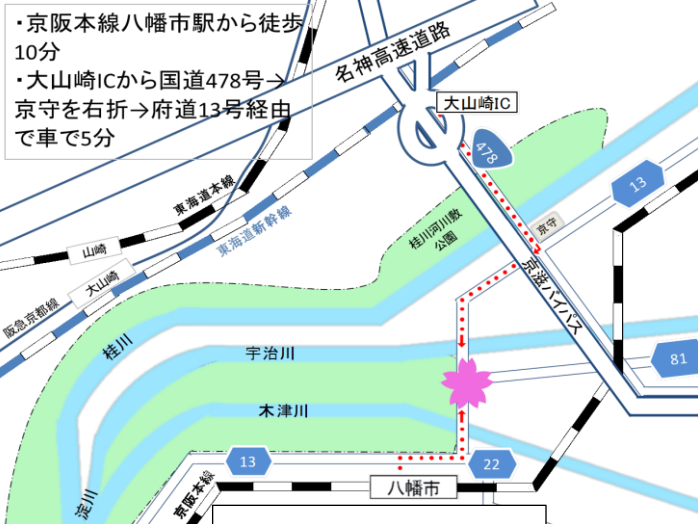 ・京阪本線八幡市駅から徒歩
10分
・大山崎ICから国道478号→
京守を右折→府道13号経由
で車で5分
名神高速道路
大山崎IC
478
13
京守
東海道本線
東海道新幹線
桂川河川敷
公園
山崎
大山崎
阪急京都線
京滋バイパス
桂川
宇治川
81
木津川
13
22
淀川
京阪本線
八幡市